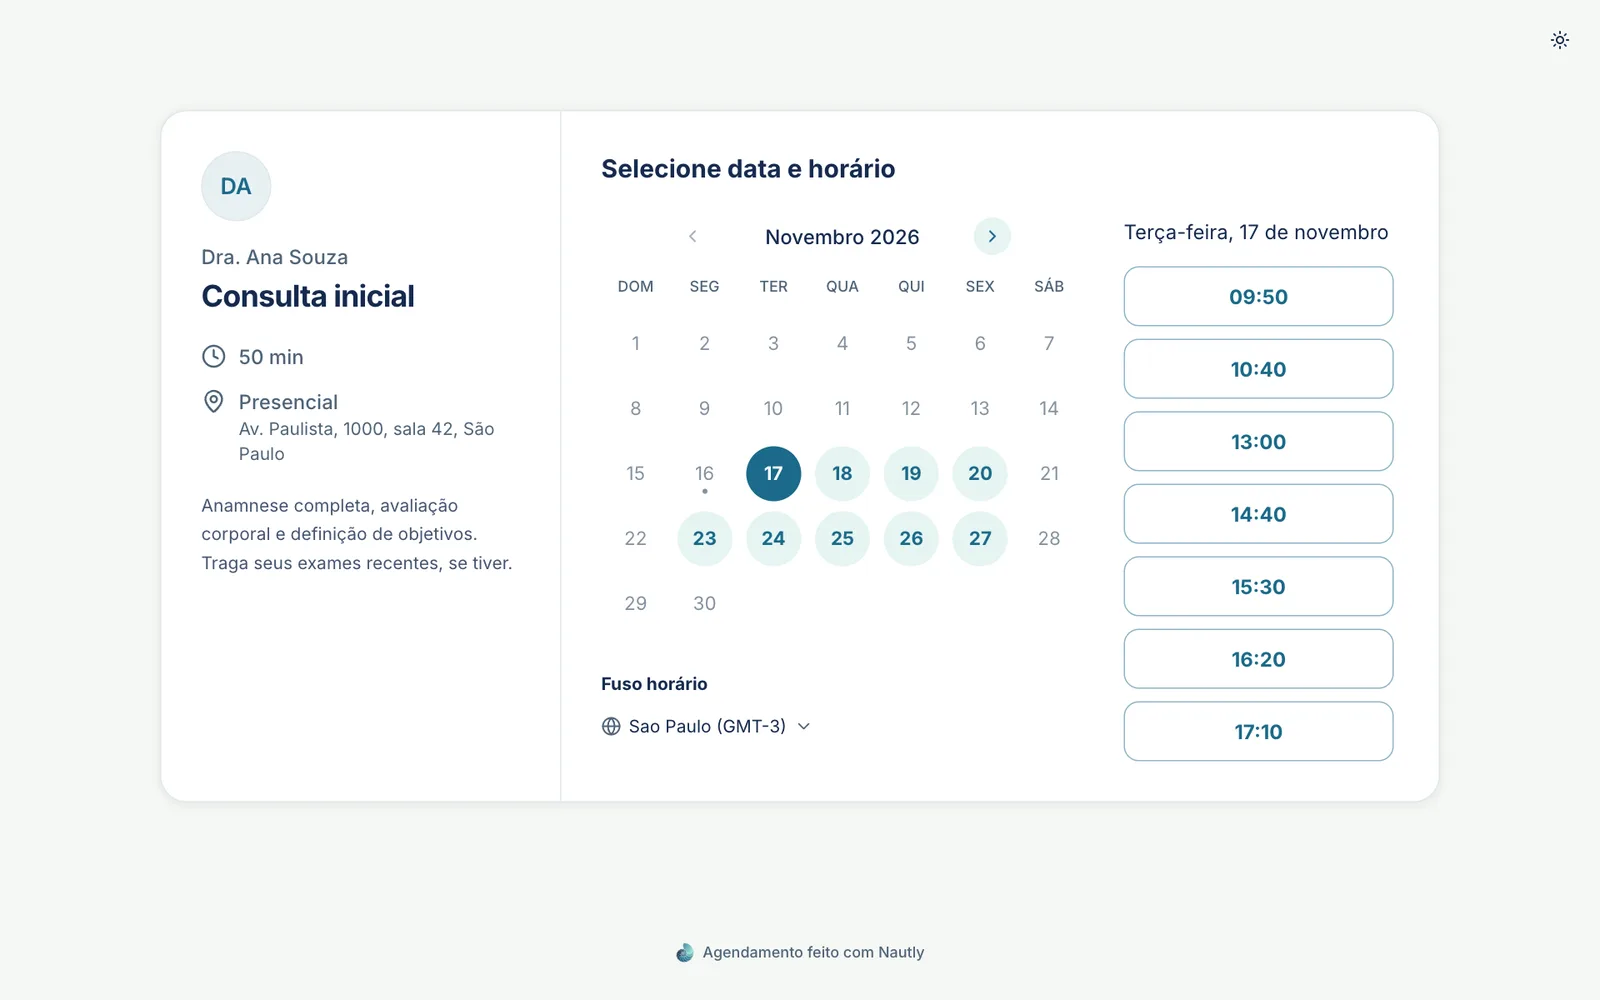 DA
Dra. Ana Souza
Consulta inicial
50 min
Presencial
Av. Paulista, 1000, sala 42, São
Paulo
Anamnese completa, avaliação
corporal e definição de objetivos.
Traga seus exames recentes, se tiver.
Selecione data e horário
Novembro 2026
DOM SEG TER QUA QUI SEX SÁB
1 2 3 4 5 6 7
8 9 10 11 12 13 14
15 16 17 18 19 20 21
22 23 24 25 26 27 28
29 30
Fuso horário
Sao Paulo (GMT-3)
Terça-feira, 17 de novembro
09:50
10:40
13:00
14:40
15:30
16:20
17:10
Agendamento feito com Nautly